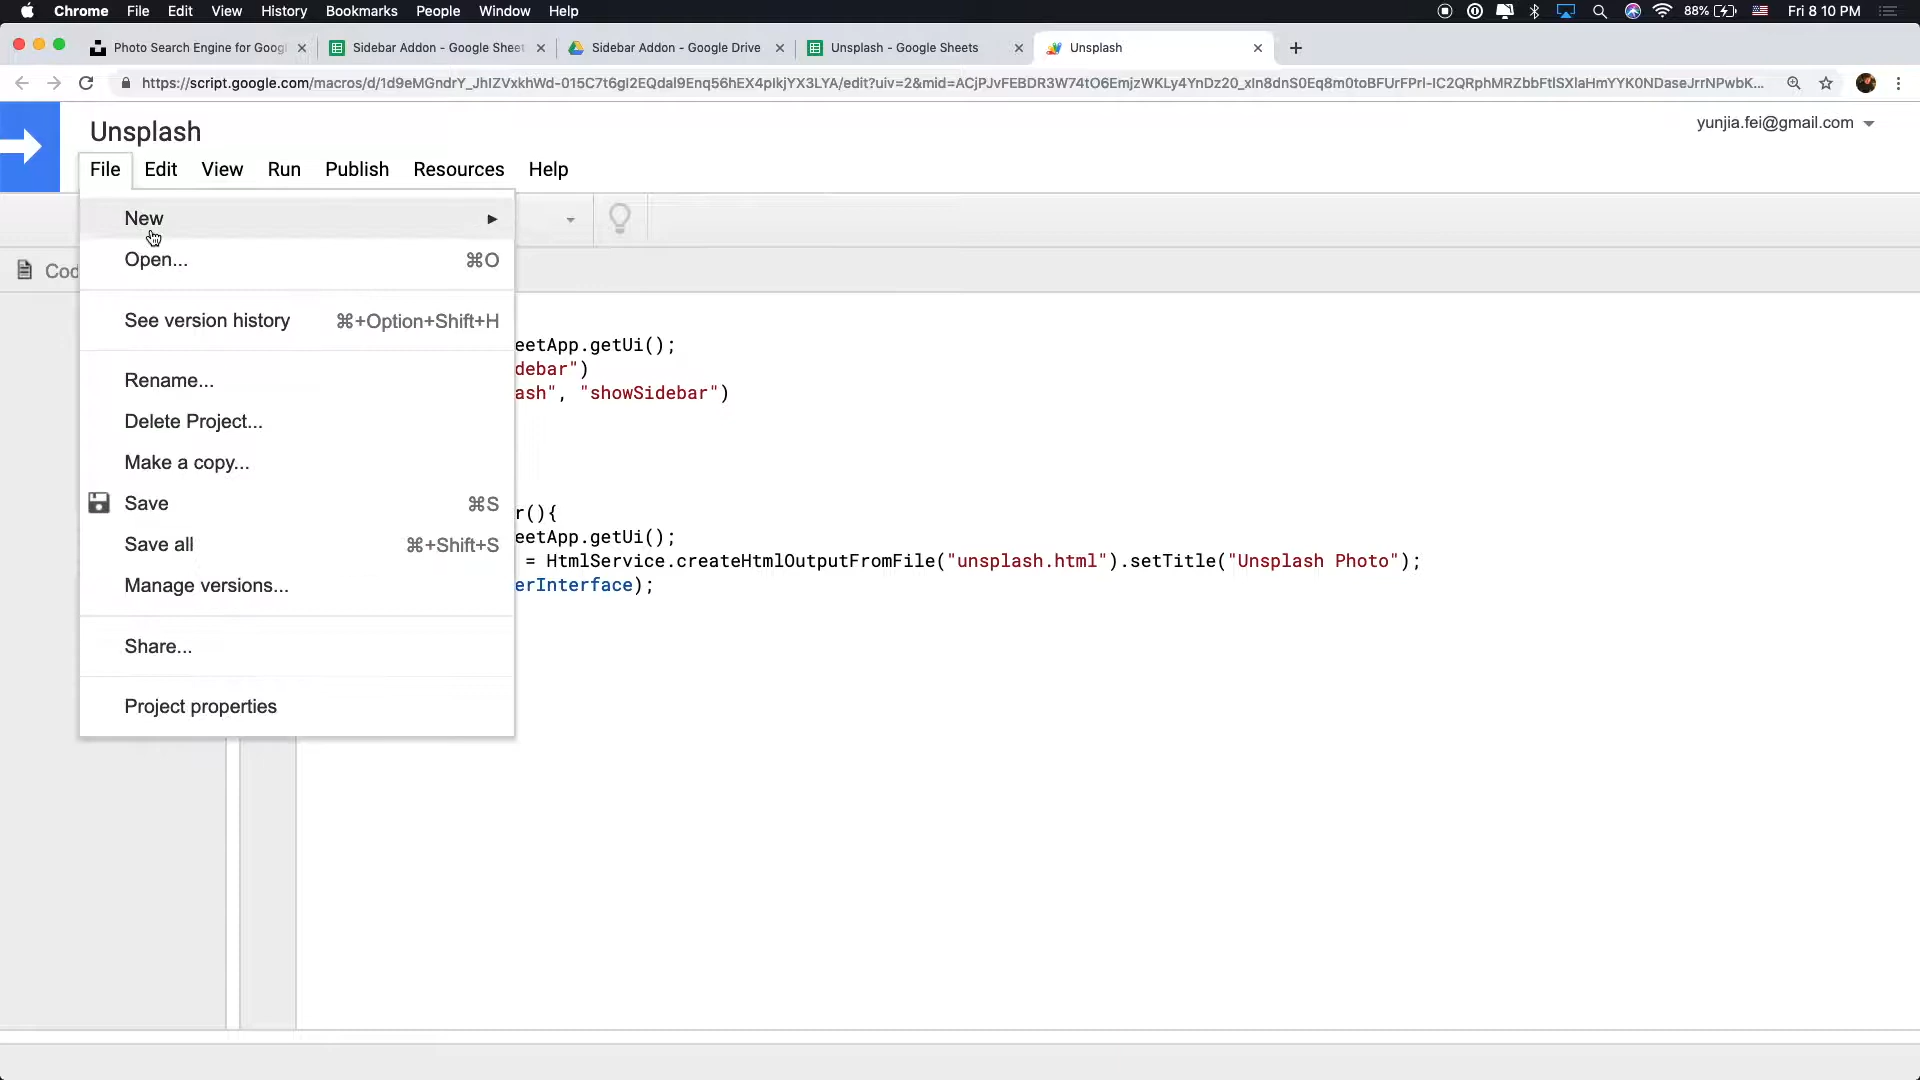 Chrome File Edit View History Bookmarks People Window Help 88% Fri 8 10 PM
Photo Search Engine for Googl Sidebar Addon - Google Sheet Sidebar Addon - Google Drive Unsplash - Google Sheets Unsplash
Unsplash
yunjia.fei@gmail.com
File Edit View Run Publish Resources Help
New
Open... ⌘O
Cod
See version history ⌘+Option+Shift+H
eetApp.getUi();
debar")
Rename...
ash", "showSidebar")
Delete Project...
Make a copy...
Save ⌘S
r(){
eetApp.getUi();
Save all ⌘+Shift+S
= HtmlService.createHtmlOutputFromFile("unsplash.html").setTitle("Unsplash Photo");
Manage versions...
erInterface);
Share...
Project properties